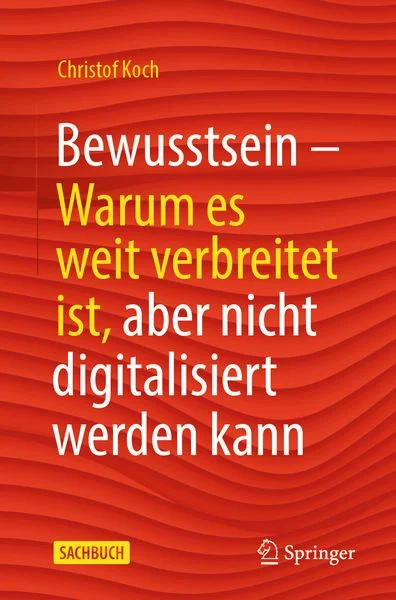 Christof Koch
Bewusstsein –
Warum es
weit verbreitet
ist, aber nicht
digitalisiert
werden kann
SACHBUCH
Springer